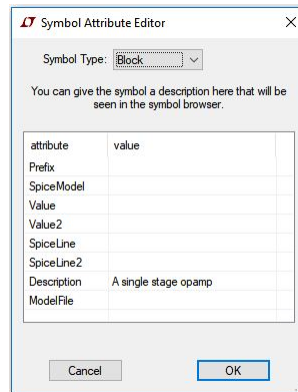 Symbol Attribute Editor
Symbol Type: Block
You can give the symbol a description here that will be
seen in the symbol browser.
attribute value
Prefix
SpiceModel
Value
Value2
SpiceLine
SpiceLine2
Description A single stage opamp
ModelFile
Cancel OK